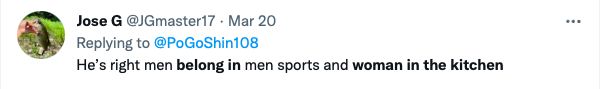 Jose G @JGmaster17 · Mar 20
Replying to @PoGoShin108
He's right men belong in men sports and woman in the kitchen